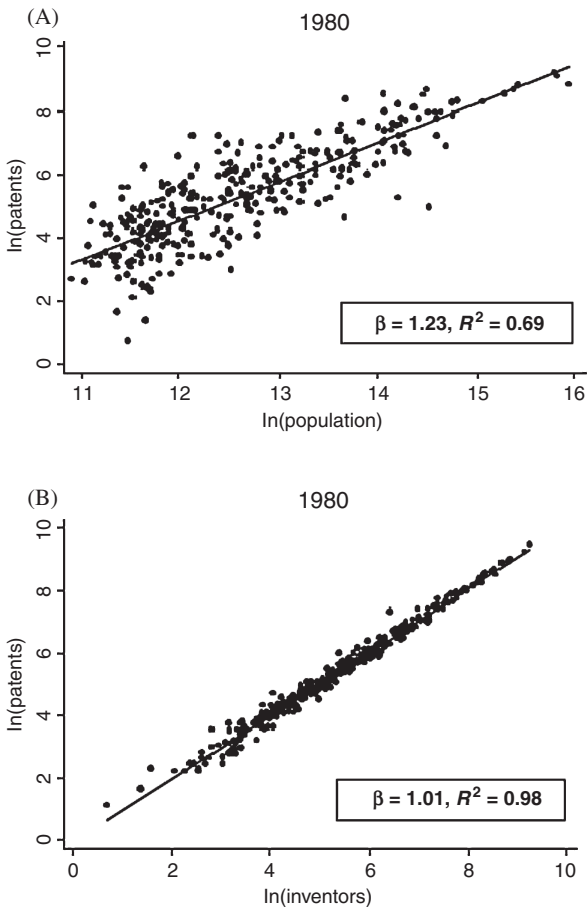 (A)
1980
ln(patents)
10
8
6
4
2
0
β = 1.23, R² = 0.69
11 12 13 14 15 16
ln(population)
(B)
1980
ln(patents)
10
8
6
4
2
0
β = 1.01, R² = 0.98
0 2 4 6 8 10
ln(inventors)